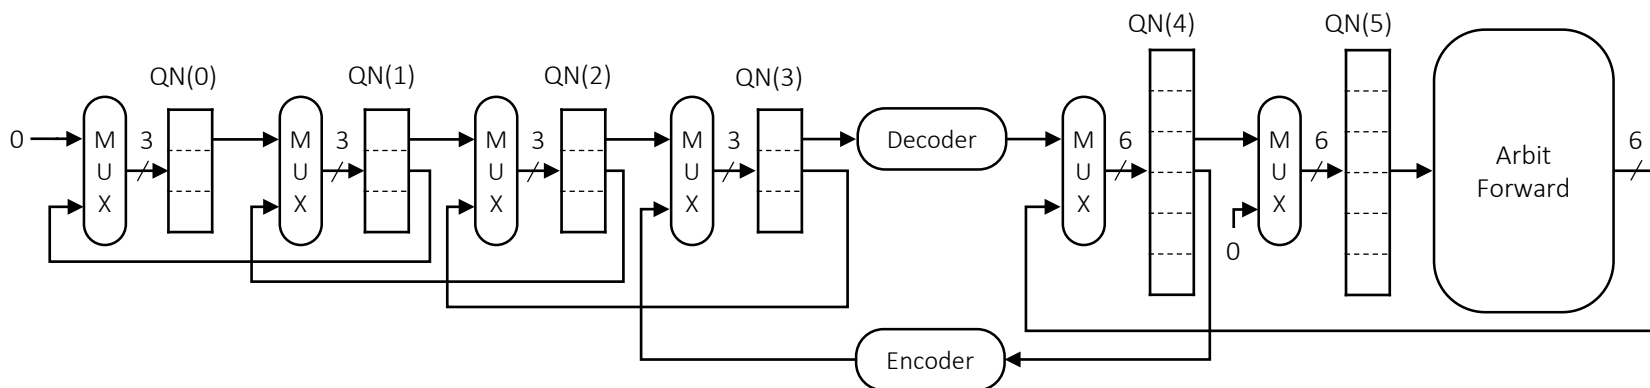 QN(0)
QN(1)
QN(2)
QN(3)
QN(4)
QN(5)
0
M
U
X
3
M
U
X
3
M
U
X
3
M
U
X
3
Decoder
M
U
X
6
M
U
X
6
0
Arbit
Forward
6
Encoder